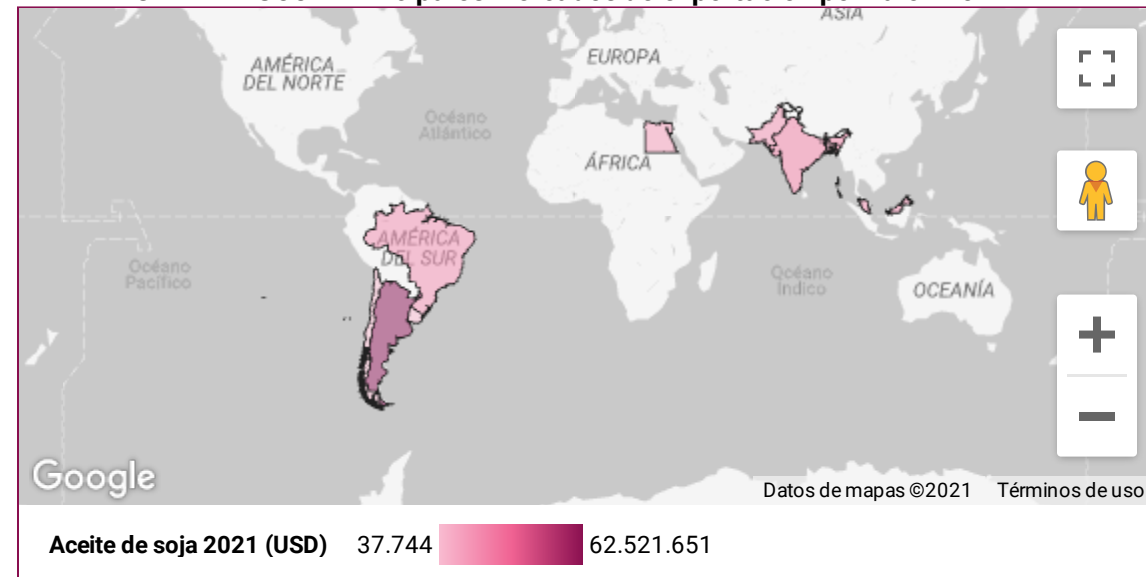 ASIA
AMÉRICA
DEL NORTE
EUROPA
Océano
Atlántico
ÁFRICA
AMÉRICA
DEL SUR
Océano
Pacífico
Océano
Índico
OCEANÍA
Google
Datos de mapas ©2021 Términos de uso
Aceite de soja 2021 (USD) 37.744 62.521.651